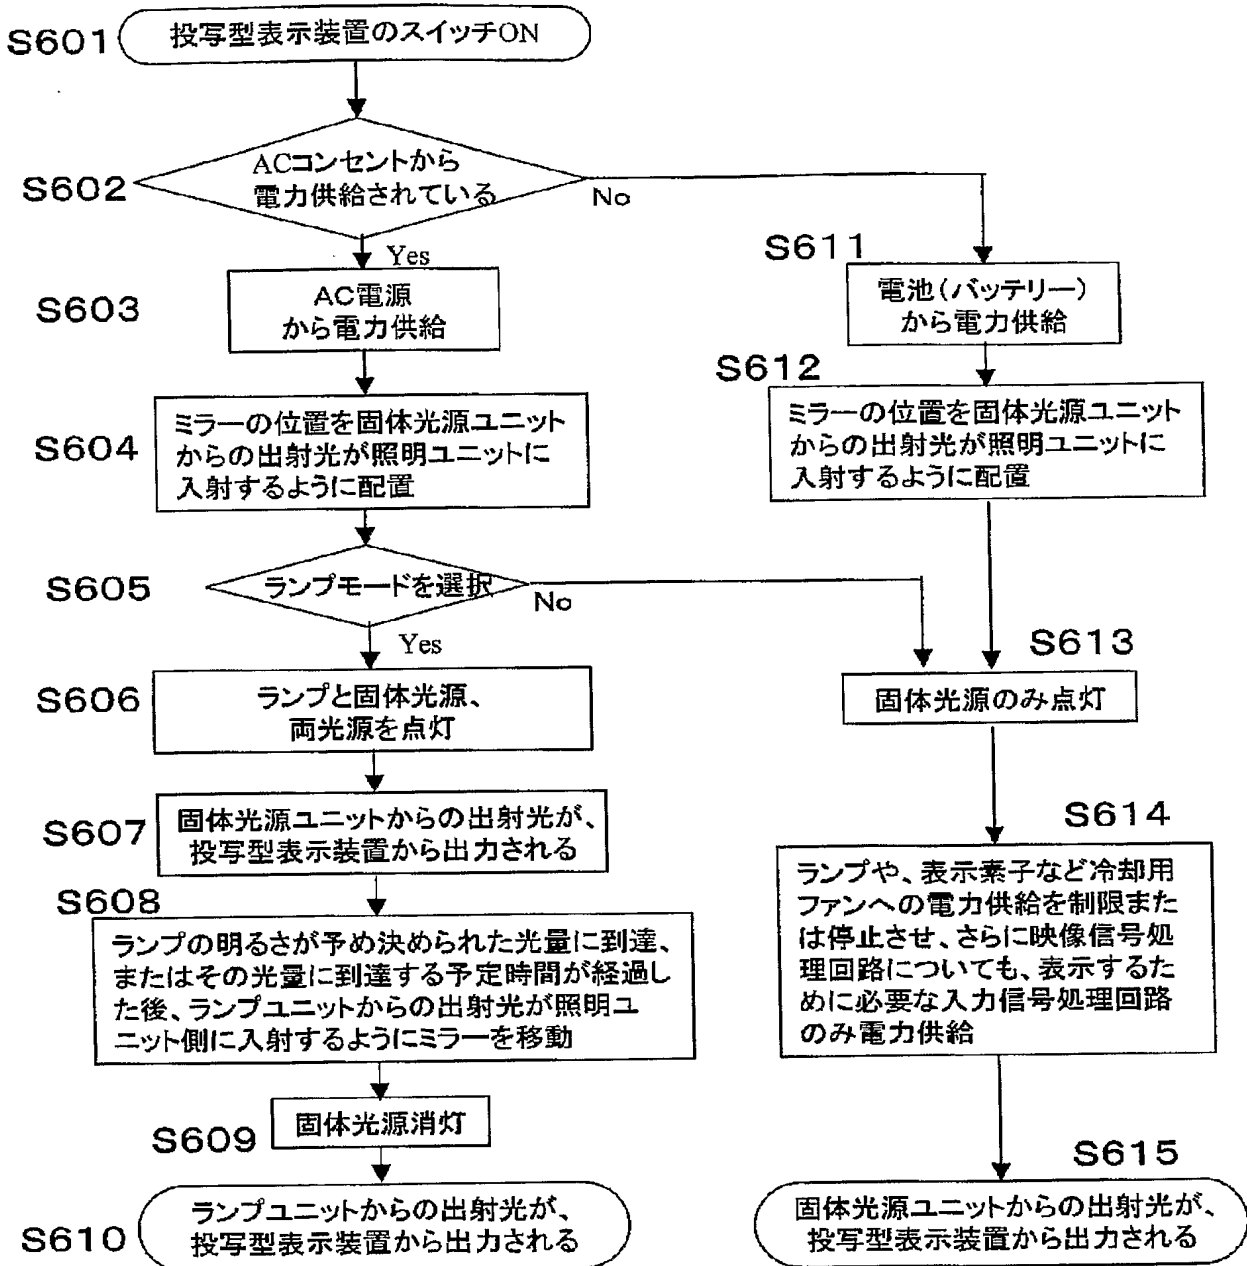 S601
投写型表示装置のスイッチON
S602
ACコンセントから
電力供給されている
No
Yes
S603
AC電源
から電力供給
S604
ミラーの位置を固体光源ユニット
からの出射光が照明ユニットに
入射するように配置
S605
ランプモードを選択
No
Yes
S606
ランプと固体光源、
両光源を点灯
S607
固体光源ユニットからの出射光が、
投写型表示装置から出力される
S608
ランプの明るさが予め決められた光量に到達、
またはその光量に到達する予定時間が経過し
た後、ランプユニットからの出射光が照明ユ
ニット側に入射するようにミラーを移動
S609
固体光源消灯
S610
ランプユニットからの出射光が、
投写型表示装置から出力される
S611
電池(バッテリー)
から電力供給
S612
ミラーの位置を固体光源ユニット
からの出射光が照明ユニットに
入射するように配置
S613
固体光源のみ点灯
S614
ランプや、表示素子など冷却用
ファンへの電力供給を制限また
は停止させ、さらに映像信号処
理回路についても、表示するた
めに必要な入力信号処理回路
のみ電力供給
S615
固体光源ユニットからの出射光が、
投写型表示装置から出力される